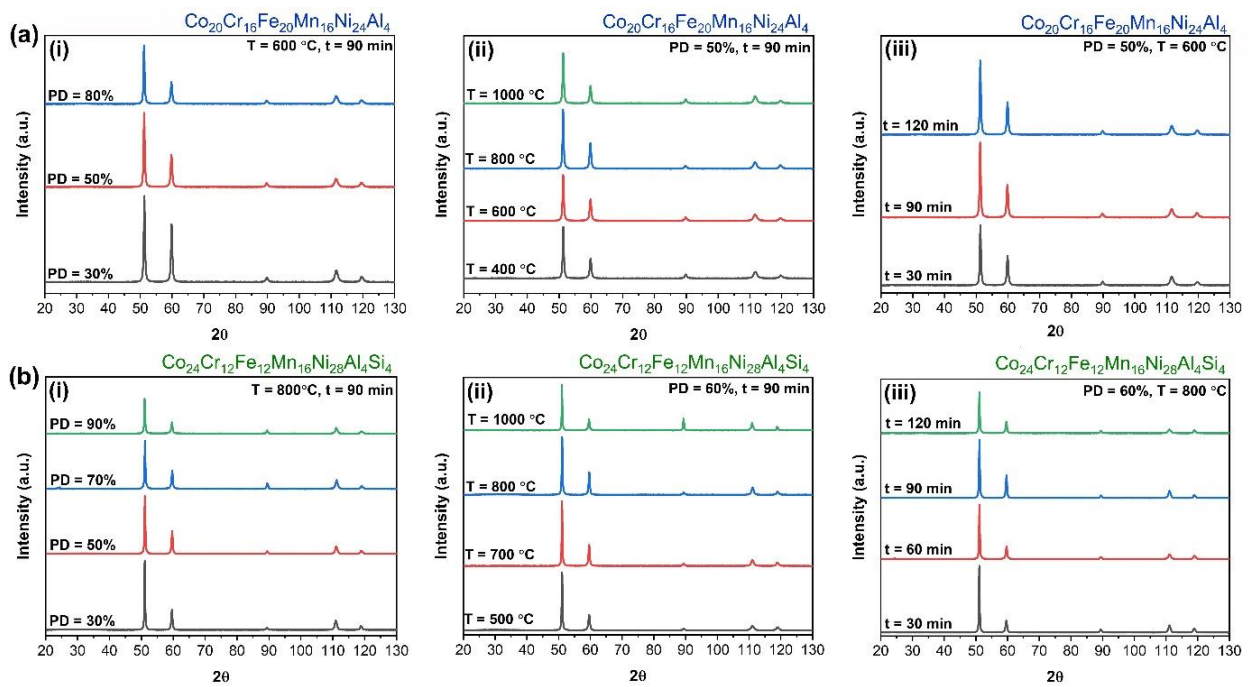 (a)
Co20Cr16Fe20Mn16Ni24Al4
(i)
T = 600 °C, t = 90 min
PD = 80%
PD = 50%
PD = 30%
Intensity (a.u.)
20 30 40 50 60 70 80 90 100 110 120 130
2θ
Co20Cr16Fe20Mn16Ni24Al4
(ii)
PD = 50%, t = 90 min
T = 1000 °C
T = 800 °C
T = 600 °C
T = 400 °C
Intensity (a.u.)
20 30 40 50 60 70 80 90 100 110 120 130
2θ
Co20Cr16Fe20Mn16Ni24Al4
(iii)
PD = 50%, T = 600 °C
t = 120 min
t = 90 min
t = 30 min
Intensity (a.u.)
20 30 40 50 60 70 80 90 100 110 120 130
2θ
(b)
Co24Cr12Fe12Mn16Ni28Al4Si4
(i)
T = 800°C, t = 90 min
PD = 90%
PD = 70%
PD = 50%
PD = 30%
Intensity (a.u.)
20 30 40 50 60 70 80 90 100 110 120 130
2θ
Co24Cr12Fe12Mn16Ni28Al4Si4
(ii)
PD = 60%, t = 90 min
T = 1000 °C
T = 800 °C
T = 700 °C
T = 500 °C
Intensity (a.u.)
20 30 40 50 60 70 80 90 100 110 120 130
2θ
Co24Cr12Fe12Mn16Ni28Al4Si4
(iii)
PD = 60%, T = 800 °C
t = 120 min
t = 90 min
t = 60 min
t = 30 min
Intensity (a.u.)
20 30 40 50 60 70 80 90 100 110 120 130
2θ